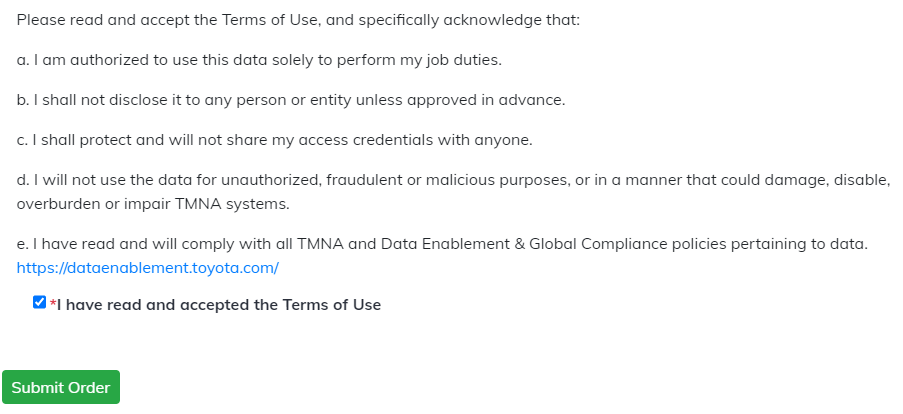 Please read and accept the Terms of Use, and specifically acknowledge that:
a. I am authorized to use this data solely to perform my job duties.
b. I shall not disclose it to any person or entity unless approved in advance.
c. I shall protect and will not share my access credentials with anyone.
d. I will not use the data for unauthorized, fraudulent or malicious purposes, or in a manner that could damage, disable,
overburden or impair TMNA systems.
e. I have read and will comply with all TMNA and Data Enablement & Global Compliance policies pertaining to data.
https://dataenablement.toyota.com/
*I have read and accepted the Terms of Use
Submit Order